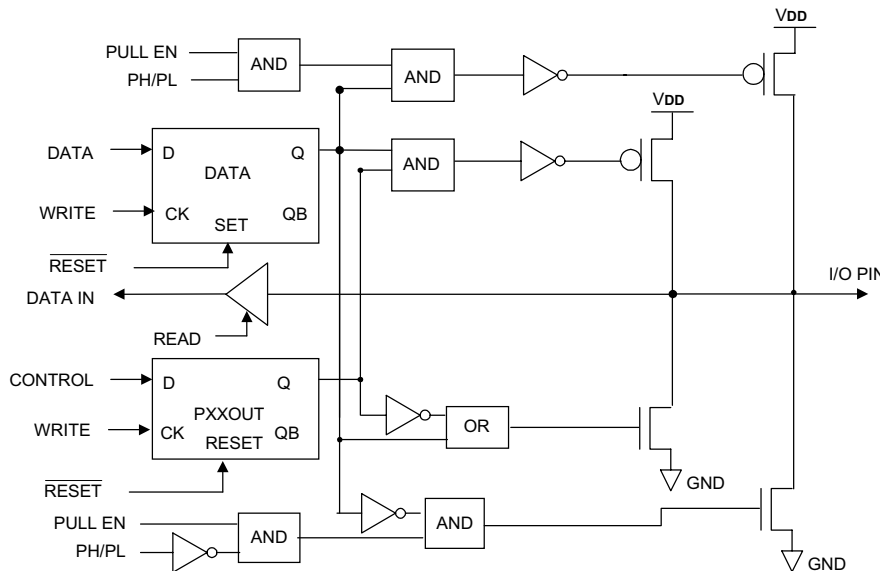 VDD
PULL EN
PH/PL
AND
AND
VDD
DATA
D
Q
DATA
AND
WRITE
CK
QB
SET
RESET
I/O PIN
DATA IN
READ
CONTROL
D
Q
PXXOUT
WRITE
CK
RESET
QB
OR
RESET
GND
PULL EN
AND
AND
PH/PL
GND